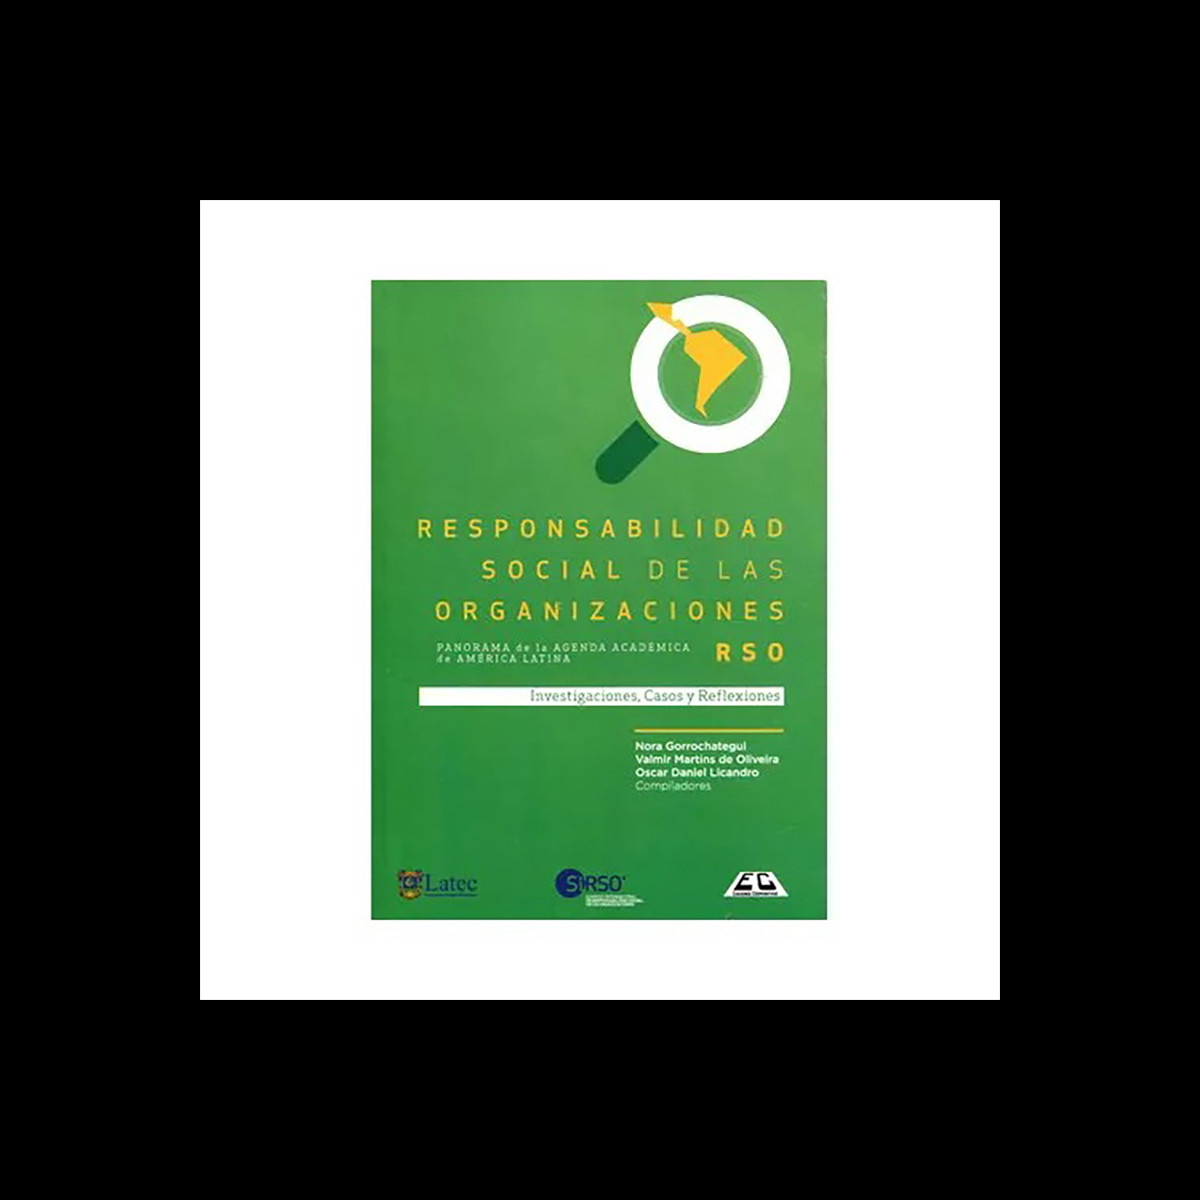 RESPONSABILIDAD
SOCIAL DE LAS
ORGANIZACIONES
PANORAMA de la AGENDA ACADÉMICA
de AMÉRICA LATINA
RSO
Investigaciones, Casos y Reflexiones
Nora Gorrochategui
Valmir Martins de Oliveira
Oscar Daniel Licandro
Compiladores
Latec
SIRSO
EC